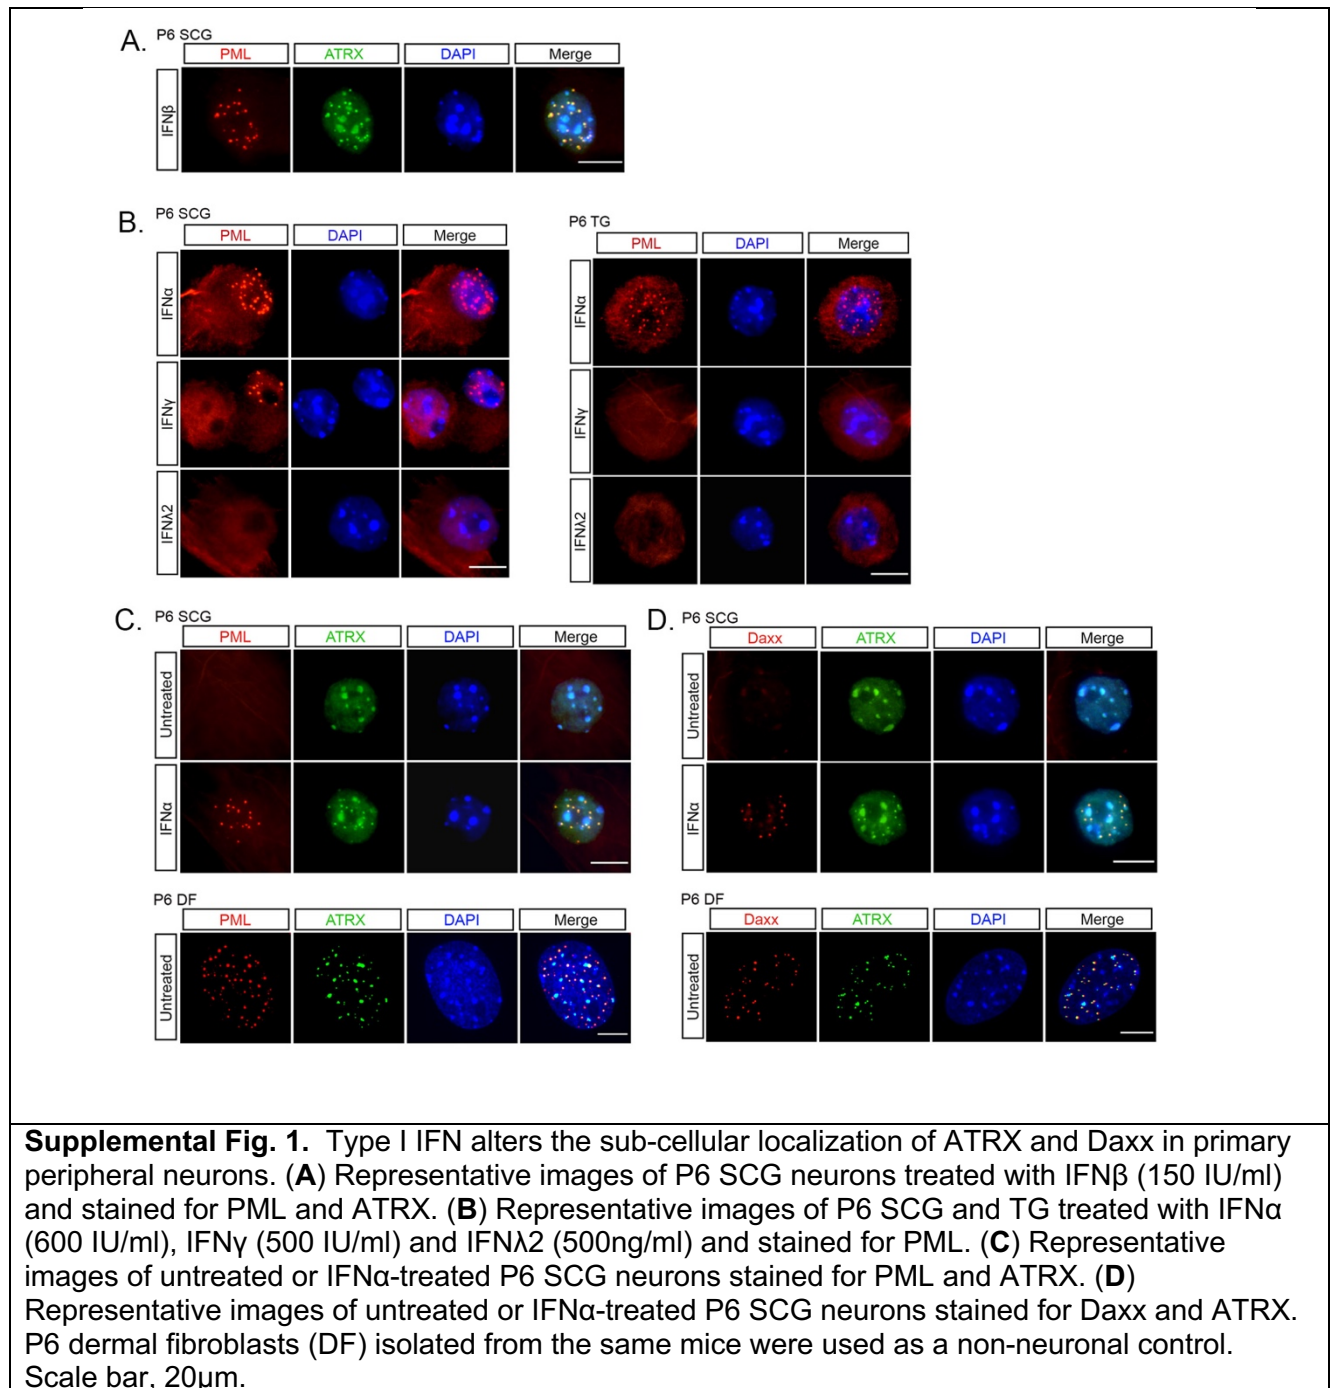 A. P6 SCG
PML ATRX DAPI Merge
IFNβ
B. P6 SCG
PML DAPI Merge
IFNα
IFNγ
IFNλ2
P6 TG
PML DAPI Merge
IFNα
IFNγ
IFNλ2
C. P6 SCG
PML ATRX DAPI Merge
Untreated
IFNα
P6 DF
PML ATRX DAPI Merge
Untreated
D. P6 SCG
Daxx ATRX DAPI Merge
Untreated
IFNα
P6 DF
Daxx ATRX DAPI Merge
Untreated
Supplemental Fig. 1. Type I IFN alters the sub-cellular localization of ATRX and Daxx in primary
peripheral neurons. (A) Representative images of P6 SCG neurons treated with IFNβ (150 IU/ml)
and stained for PML and ATRX. (B) Representative images of P6 SCG and TG treated with IFNα
(600 IU/ml), IFNγ (500 IU/ml) and IFNλ2 (500ng/ml) and stained for PML. (C) Representative
images of untreated or IFNα-treated P6 SCG neurons stained for PML and ATRX. (D)
Representative images of untreated or IFNα-treated P6 SCG neurons stained for Daxx and ATRX.
P6 dermal fibroblasts (DF) isolated from the same mice were used as a non-neuronal control.
Scale bar, 20μm.